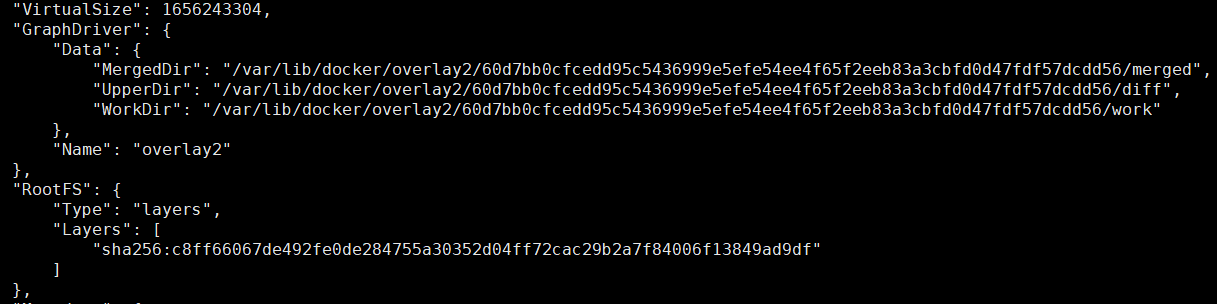 "VirtualSize": 1656243304,
"GraphDriver": {
"Data": {
"MergedDir": "/var/lib/docker/overlay2/60d7bb0cfcedd95c5436999e5efe54ee4f65f2eeb83a3cbfd0d47fdf57dcdd56/merged",
"UpperDir": "/var/lib/docker/overlay2/60d7bb0cfcedd95c5436999e5efe54ee4f65f2eeb83a3cbfd0d47fdf57dcdd56/diff",
"WorkDir": "/var/lib/docker/overlay2/60d7bb0cfcedd95c5436999e5efe54ee4f65f2eeb83a3cbfd0d47fdf57dcdd56/work"
},
"Name": "overlay2"
},
"RootFS": {
"Type": "layers",
"Layers": [
"sha256:c8ff66067de492fe0de284755a30352d04ff72cac29b2a7f84006f13849ad9df"
]
},